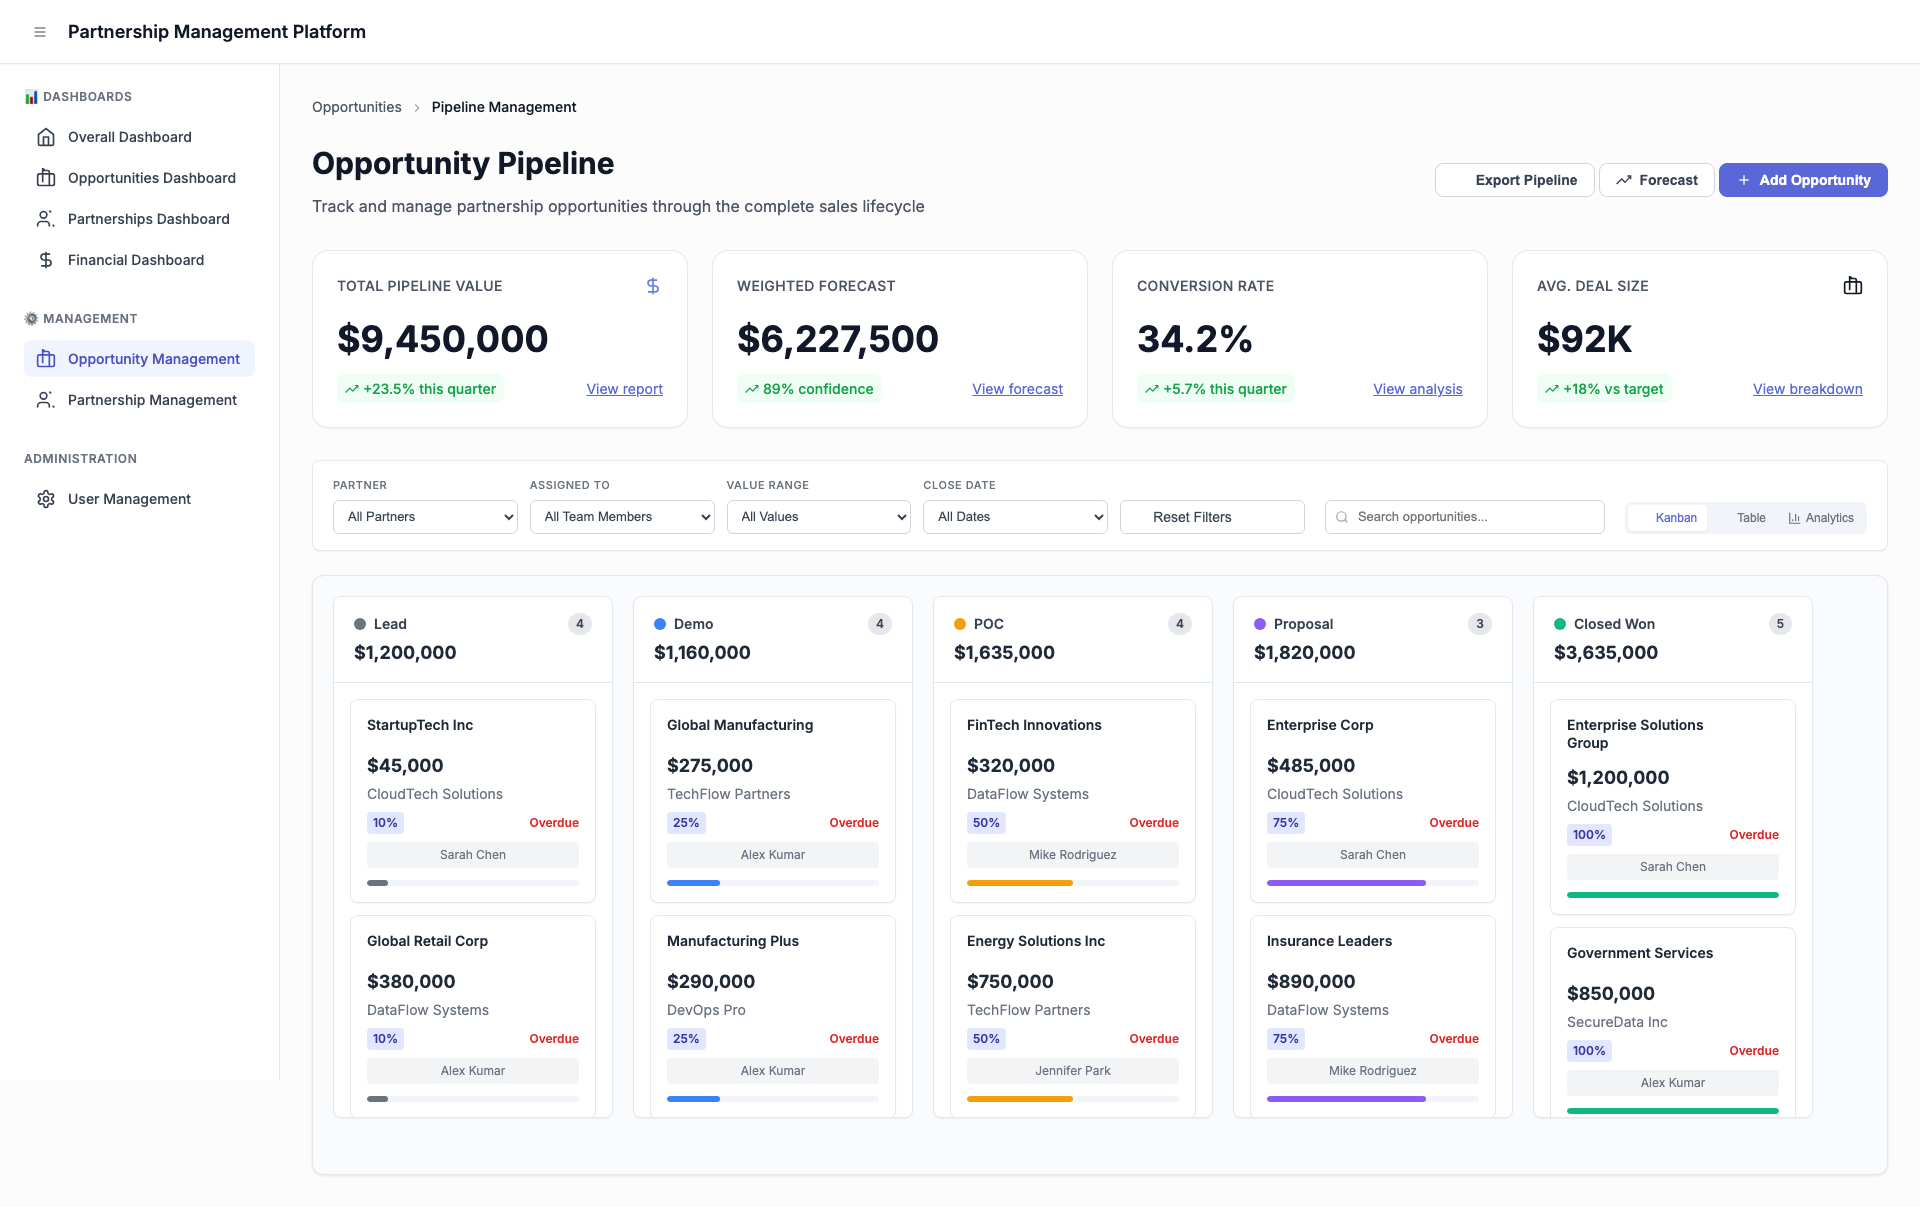 Partnership Management Platform
DASHBOARDS
Overall Dashboard
Opportunities Dashboard
Partnerships Dashboard
Financial Dashboard
MANAGEMENT
Opportunity Management
Partnership Management
ADMINISTRATION
User Management
Opportunities > Pipeline Management
Opportunity Pipeline
Track and manage partnership opportunities through the complete sales lifecycle
Export Pipeline
Forecast
+ Add Opportunity
TOTAL PIPELINE VALUE
$
$9,450,000
+23.5% this quarter
View report
WEIGHTED FORECAST
$6,227,500
89% confidence
View forecast
CONVERSION RATE
34.2%
+5.7% this quarter
View analysis
AVG. DEAL SIZE
$92K
+18% vs target
View breakdown
PARTNER
All Partners
ASSIGNED TO
All Team Members
VALUE RANGE
All Values
CLOSE DATE
All Dates
Reset Filters
Search opportunities...
Kanban
Table
Analytics
Lead
4
$1,200,000
StartupTech Inc
$45,000
CloudTech Solutions
10%
Overdue
Sarah Chen
Global Retail Corp
$380,000
DataFlow Systems
10%
Overdue
Alex Kumar
Demo
4
$1,160,000
Global Manufacturing
$275,000
TechFlow Partners
25%
Overdue
Alex Kumar
Manufacturing Plus
$290,000
DevOps Pro
25%
Overdue
Alex Kumar
POC
4
$1,635,000
FinTech Innovations
$320,000
DataFlow Systems
50%
Overdue
Mike Rodriguez
Energy Solutions Inc
$750,000
TechFlow Partners
50%
Overdue
Jennifer Park
Proposal
3
$1,820,000
Enterprise Corp
$485,000
CloudTech Solutions
75%
Overdue
Sarah Chen
Insurance Leaders
$890,000
DataFlow Systems
75%
Overdue
Mike Rodriguez
Closed Won
5
$3,635,000
Enterprise Solutions
Group
$1,200,000
CloudTech Solutions
100%
Overdue
Sarah Chen
Government Services
$850,000
SecureData Inc
100%
Overdue
Alex Kumar